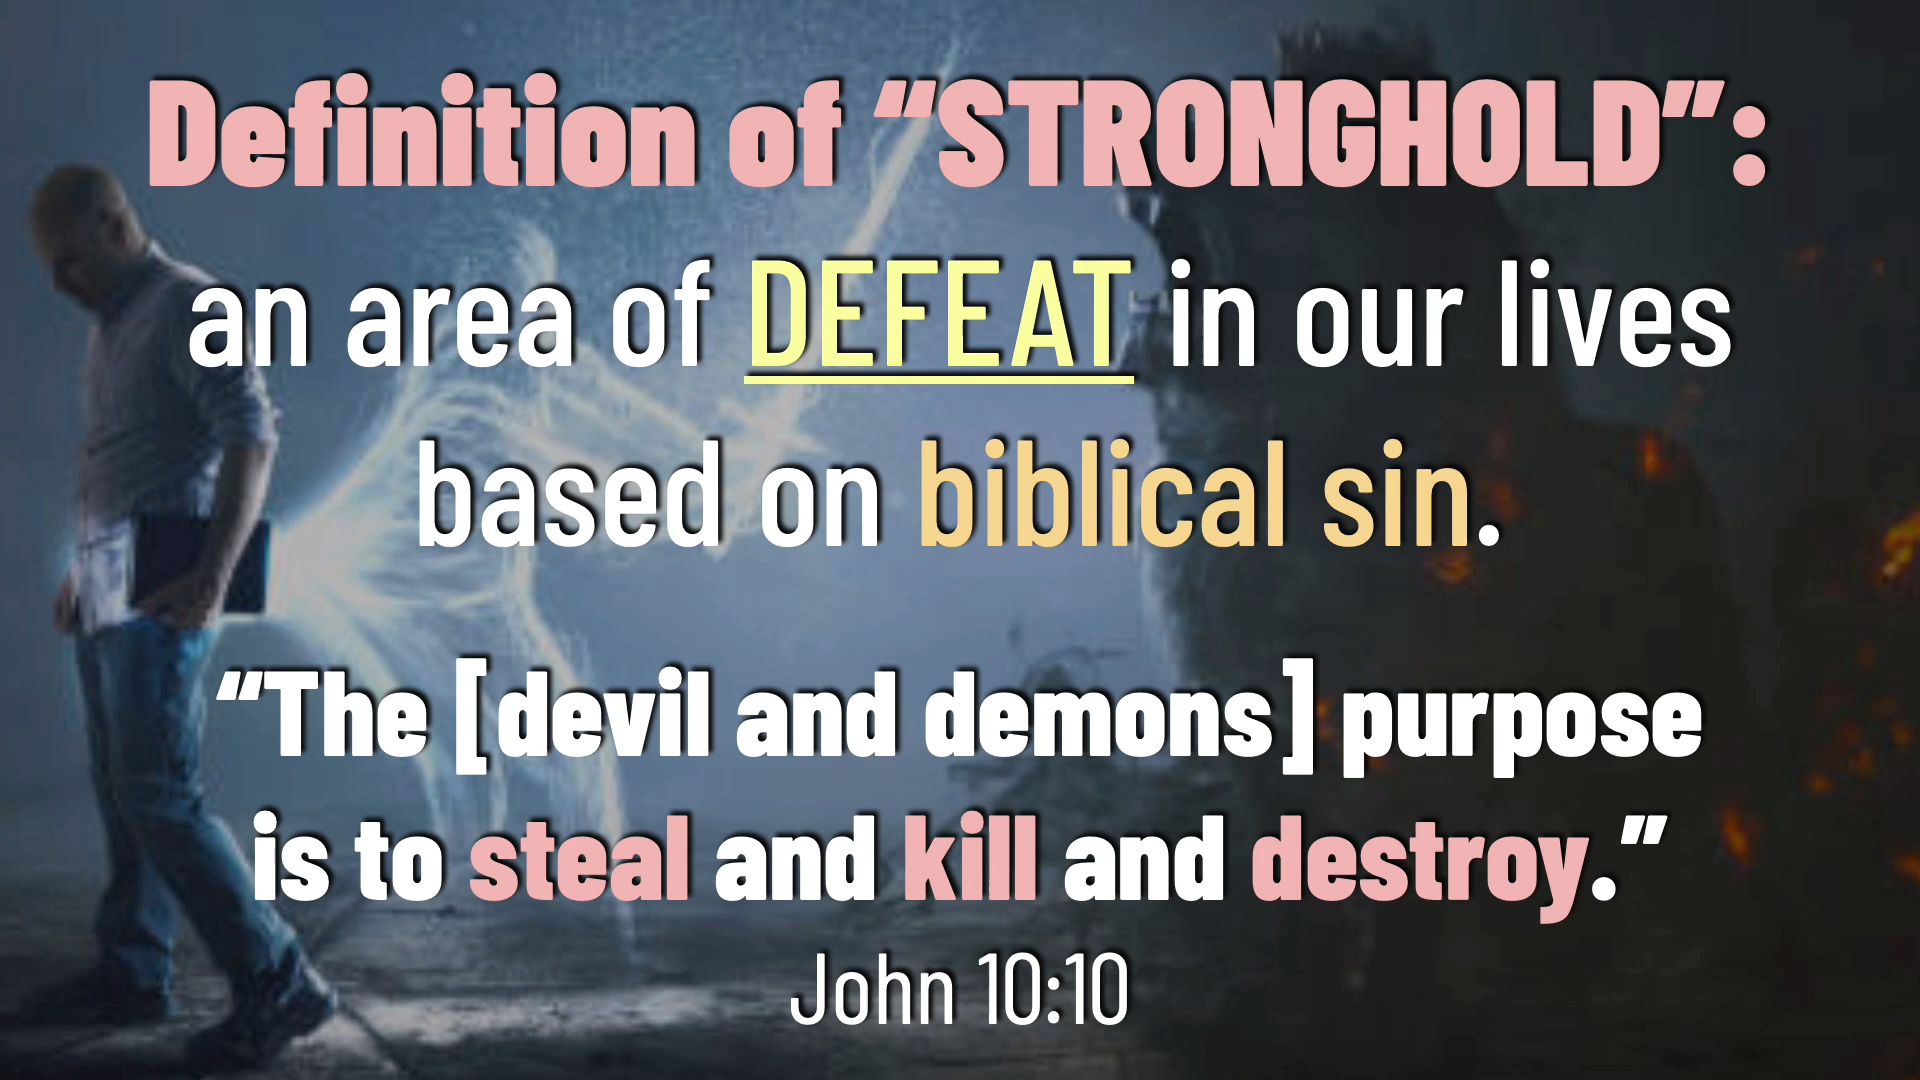 Definition of “STRONGHOLD”:
an area of DEFEAT in our lives
based on biblical sin.
“The [devil and demons] purpose
is to steal and kill and destroy.”
John 10:10